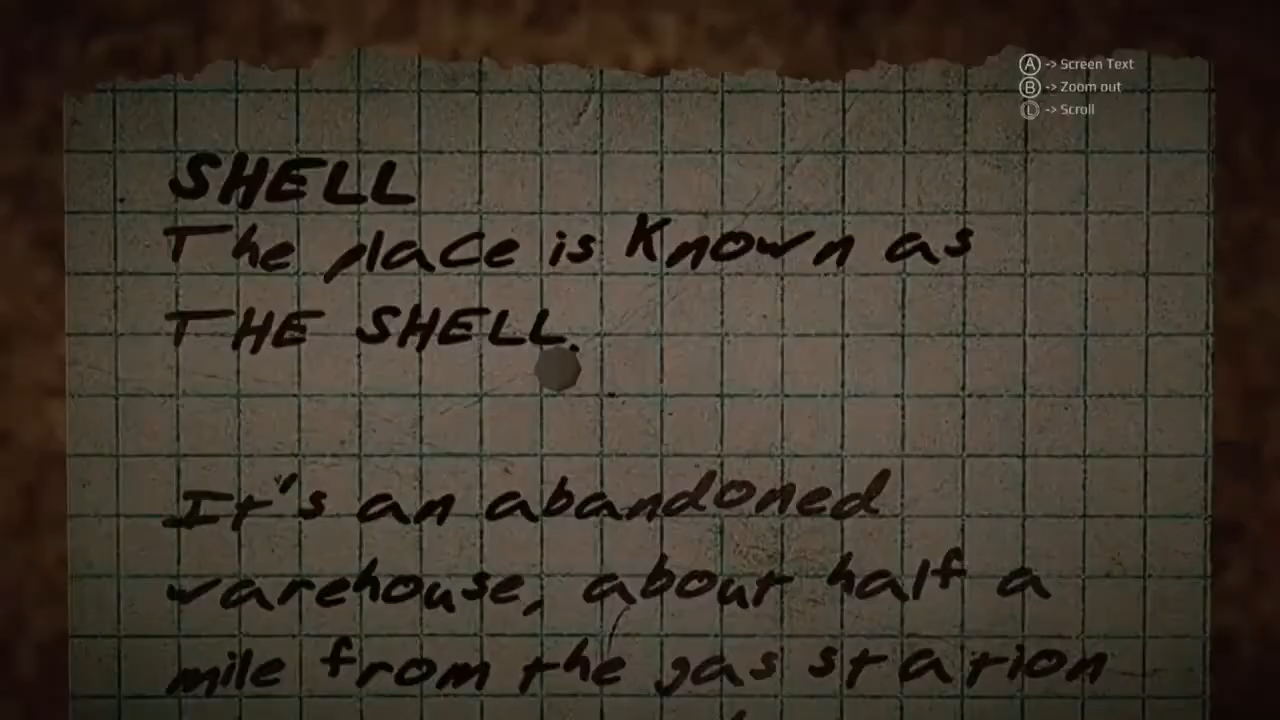 Ⓐ -> Screen Text
Ⓑ -> Zoom out
Ⓛ -> Scroll
SHELL
The place is Known as
THE SHELL.
It's an abandoned
warehouse, about half a
mile from the gas station